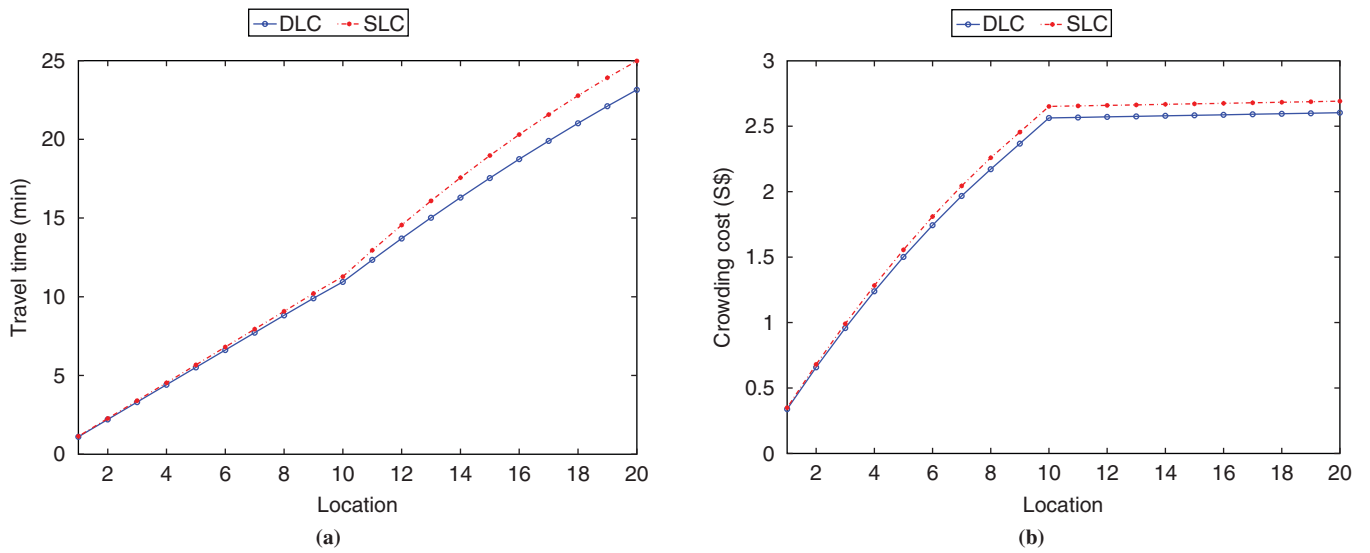 DLC SLC
25
20
15
10
5
0
Travel time (min)
2 4 6 8 10 12 14 16 18 20
Location
(a)
DLC SLC
3
2.5
2
1.5
1
0.5
0
Crowding cost (S$)
2 4 6 8 10 12 14 16 18 20
Location
(b)